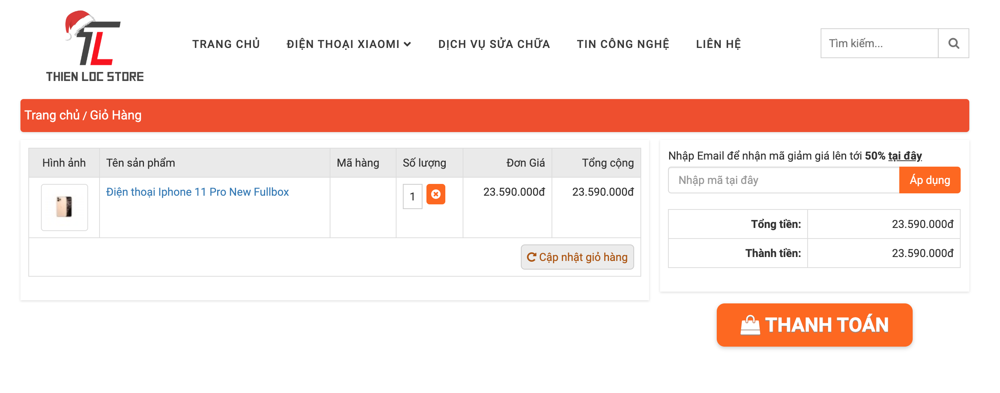 THIEN LOC STORE
TRANG CHỦ
ĐIỆN THOẠI XIAOMI
DỊCH VỤ SỬA CHỮA
TIN CÔNG NGHỆ
LIÊN HỆ
Tìm kiếm...
Trang chủ / Giỏ Hàng
Hình ảnh Tên sản phẩm Mã hàng Số lượng Đơn Giá Tổng cộng
Điện thoại Iphone 11 Pro New Fullbox 1 23.590.000đ 23.590.000đ
Cập nhật giỏ hàng
Nhập Email để nhận mã giảm giá lên tới 50% tại đây
Nhập mã tại đây Áp dụng
Tổng tiền: 23.590.000đ
Thành tiền: 23.590.000đ
THANH TOÁN